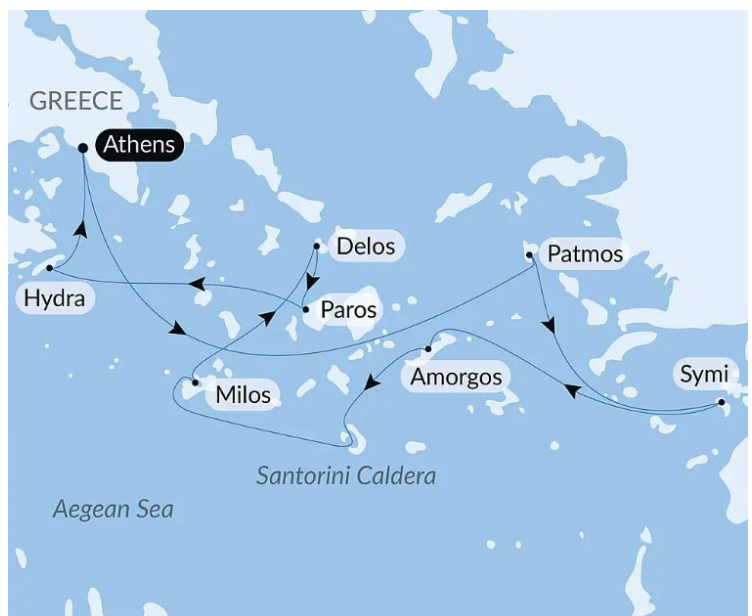 GREECE
Athens
Delos
Patmos
Hydra
Paros
Amorgos
Symi
Milos
Santorini Caldera
Aegean Sea